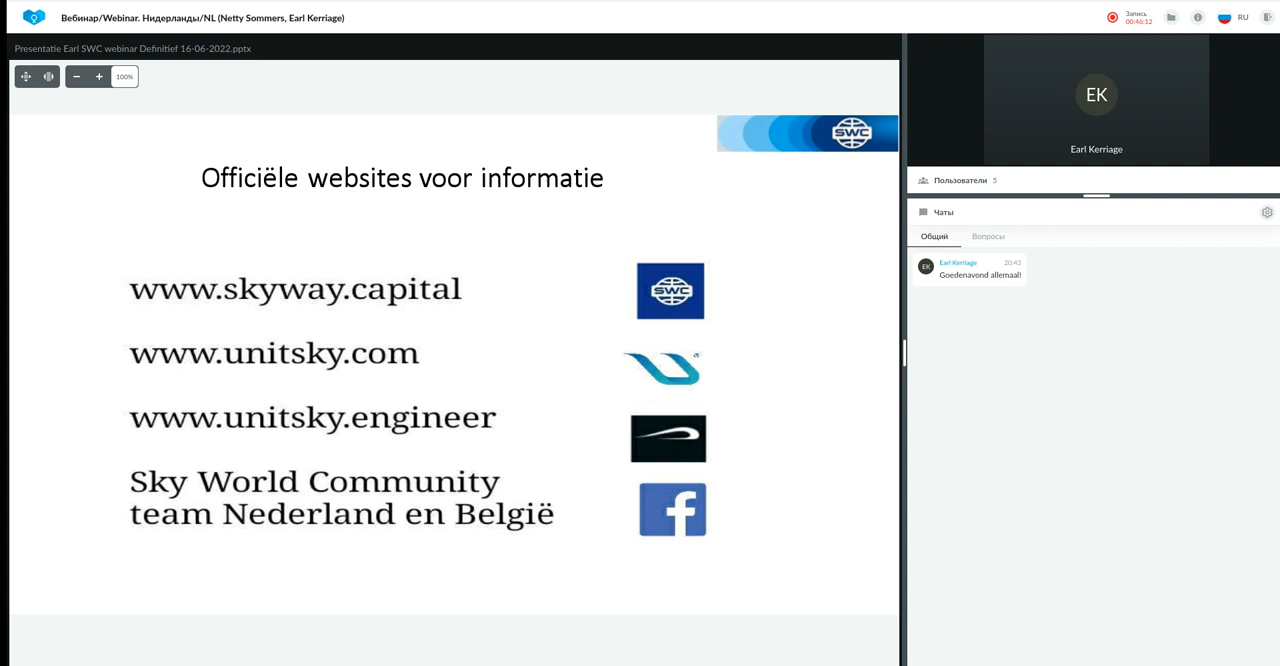 Вебинар/Webinar. Нидерланды/NL (Netty Sommers, Earl Kerriage)
Запись
00:46:12
RU
Presentatie Earl SWC webinar Definitief 16-06-2022.pptx
100%
SWC
Officiële websites voor informatie
www.skyway.capital
SWC
www.unitsky.com
www.unitsky.engineer
Sky World Community
team Nederland en België
f
EK
Earl Kerriage
Пользователи 5
Чаты
Общий Вопросы
EK
Earl Kerriage 20:43
Goedenavond allemaal!